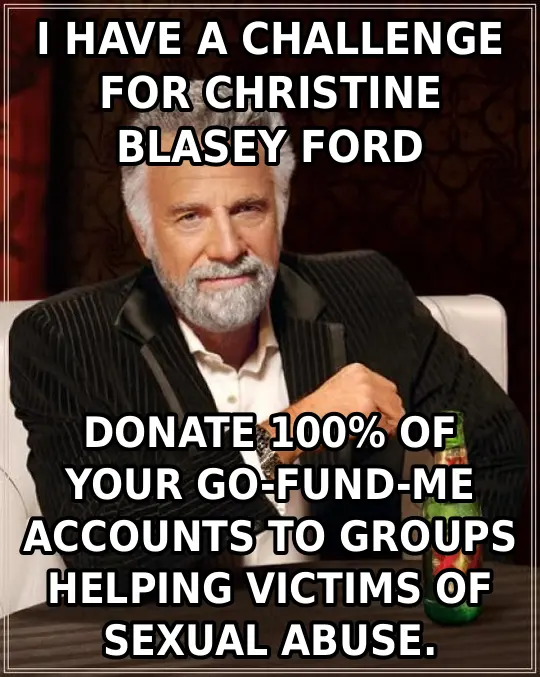 I HAVE A CHALLENGE
FOR CHRISTINE
BLASEY FORD
DONATE 100% OF
YOUR GO-FUND-ME
ACCOUNTS TO GROUPS
HELPING VICTIMS OF
SEXUAL ABUSE.